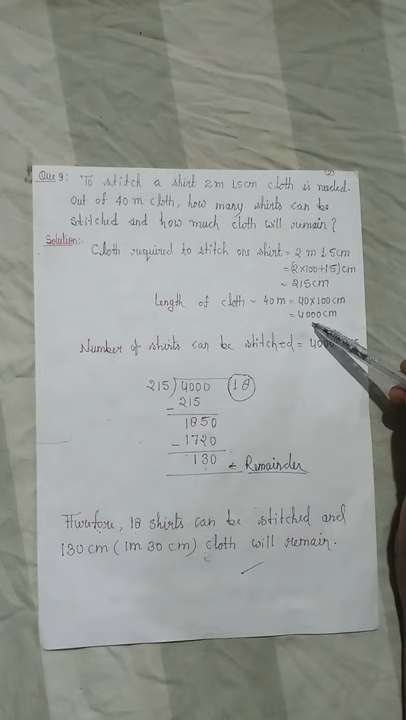 Que 9: To stitch a shirt 2m 15cm cloth is needed.
Out of 40 m cloth, how many shirts can be
stitched and how much cloth will remain?
Solution:-
Cloth required to stitch one shirt = 2 m 15cm
= (2×100+15) cm
= 215cm
Length of cloth = 40m = 40×100cm
= 4000cm
Number of shirts can be stitched =
215) 4000 (18
- 215
1850
- 1720
130 ← Remainder
Therefore, 18 shirts can be stitched and
130 cm (1m 30 cm) cloth will remain.